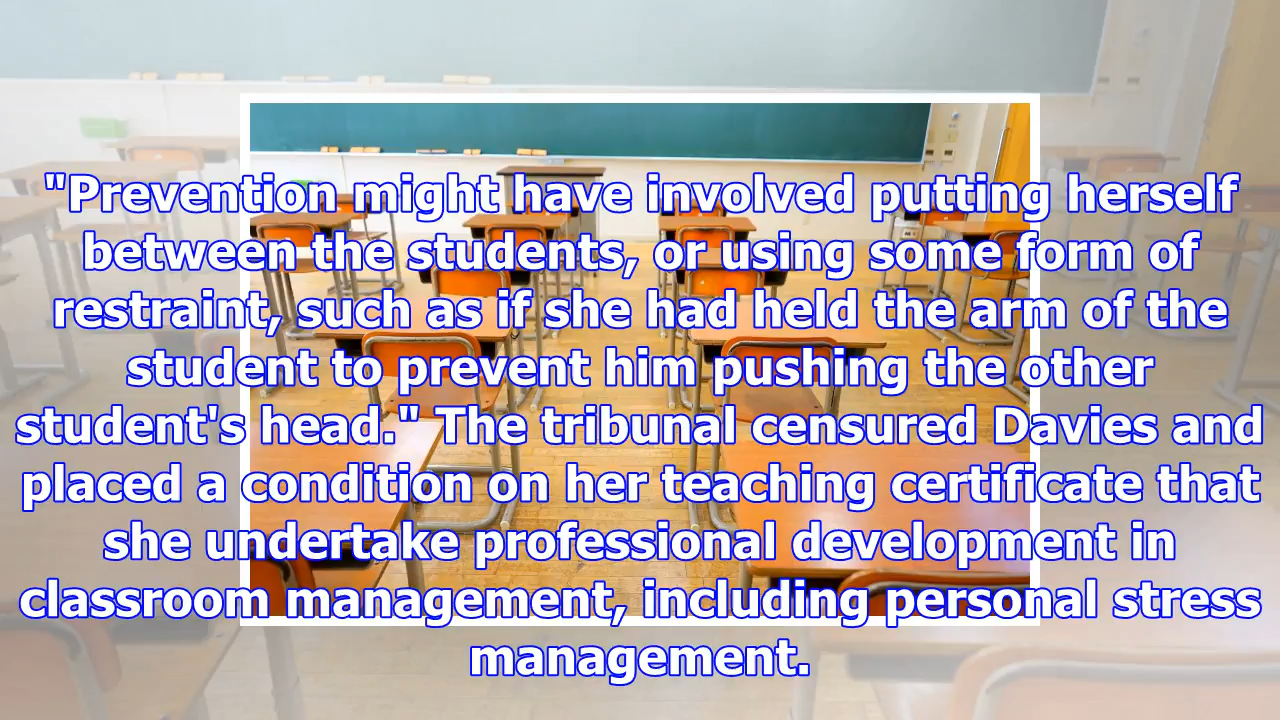 "Prevention might have involved putting herself
between the students, or using some form of
restraint, such as if she had held the arm of the
student to prevent him pushing the other
student's head." The tribunal censured Davies and
placed a condition on her teaching certificate that
she undertake professional development in
classroom management, including personal stress
management.